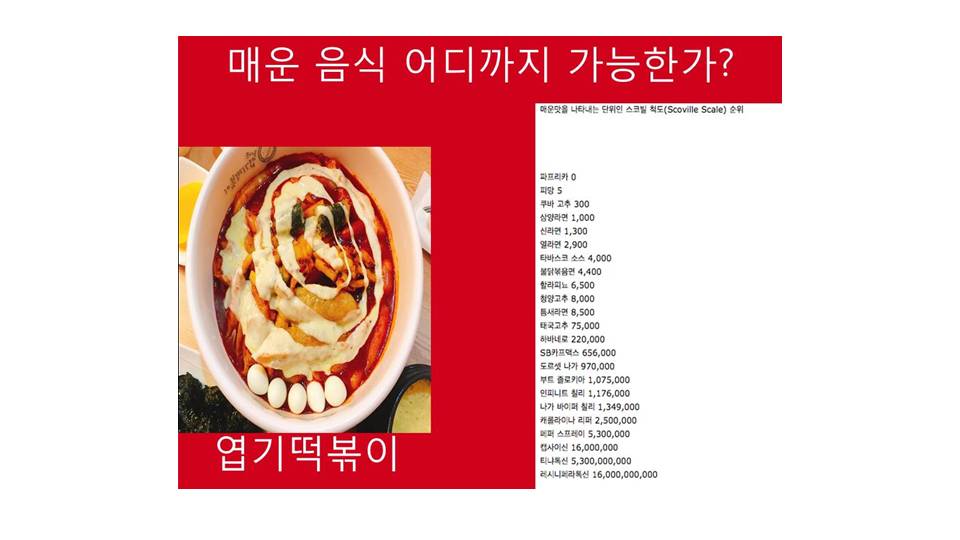 매운 음식 어디까지 가능한가?
매운맛을 나타내는 단위인 스코빌 척도(Scoville Scale) 순위
파프리카 0
피망 5
쿠바 고추 300
삼양라면 1,000
신라면 1,300
열라면 2,900
타바스코 소스 4,000
불닭볶음면 4,400
할라피뇨 6,500
청양고추 8,000
틈새라면 8,500
태국고추 75,000
하바네로 220,000
SB카프맥스 656,000
도르셋 나가 970,000
부트 졸로키아 1,075,000
인피니트 칠리 1,176,000
나가 바이퍼 칠리 1,349,000
캐롤라이나 리퍼 2,500,000
페퍼 스프레이 5,300,000
캡사이신 16,000,000
티냐톡신 5,300,000,000
레시니페라톡신 16,000,000,000
엽기떡볶이